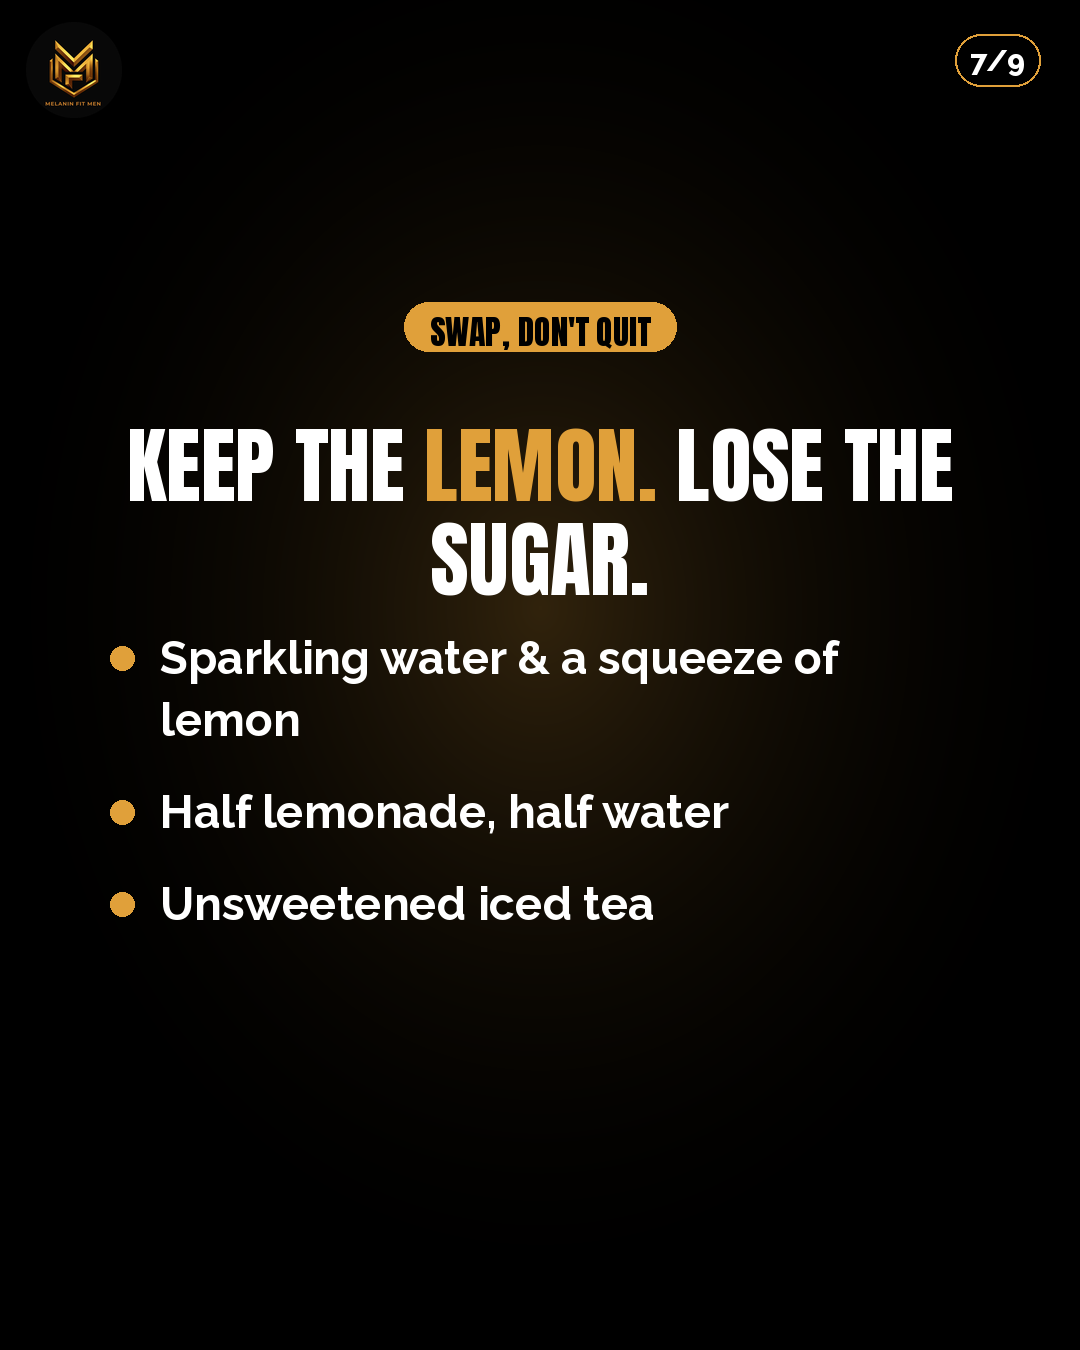 MELANIN FIT MEN
7/9
SWAP, DON'T QUIT
KEEP THE LEMON. LOSE THE
SUGAR.
Sparkling water & a squeeze of
lemon
Half lemonade, half water
Unsweetened iced tea